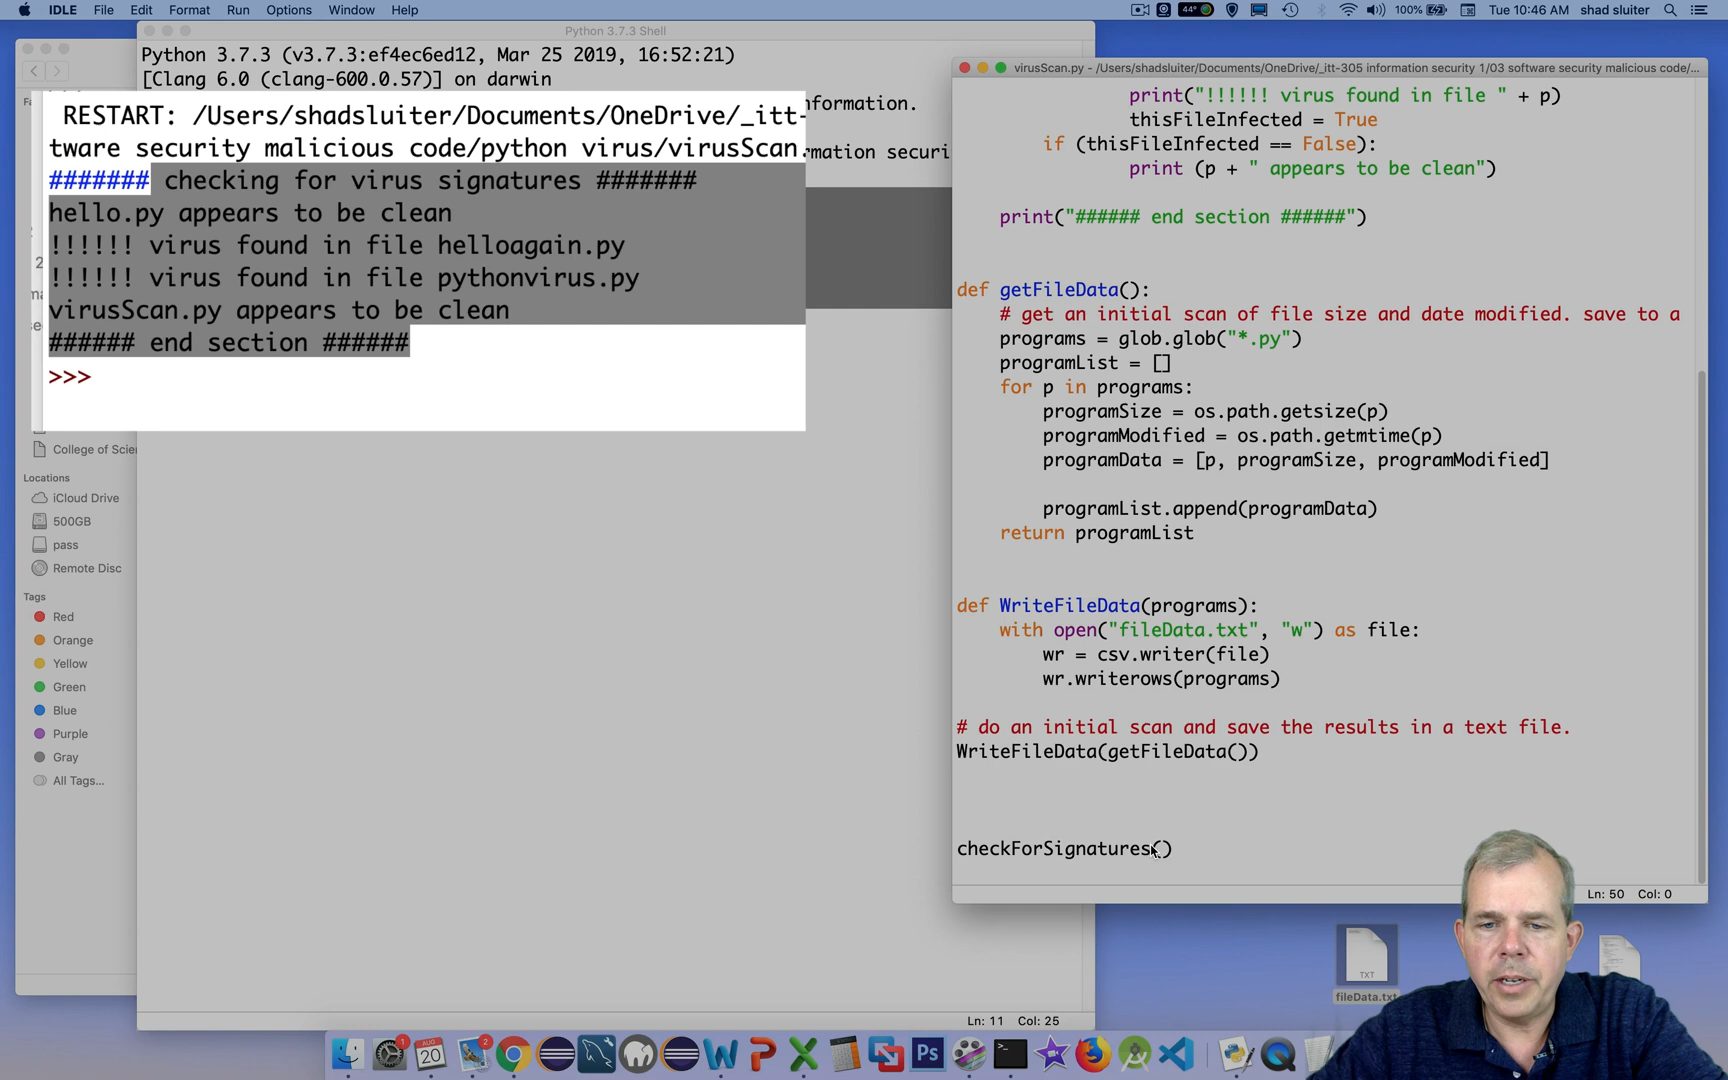 IDLE File Edit Format Run Options Window Help
44° 100% Tue 10:46 AM shad sluiter
Python 3.7.3 Shell
Python 3.7.3 (v3.7.3:ef4ec6ed12, Mar 25 2019, 16:52:21)
[Clang 6.0 (clang-600.0.57)] on darwin
formation.
RESTART: /Users/shadsluiter/Documents/OneDrive/_itt-
tware security malicious code/python virus/virusScan.
mation securi
####### checking for virus signatures #######
hello.py appears to be clean
!!!!!! virus found in file helloagain.py
!!!!!! virus found in file pythonvirus.py
virusScan.py appears to be clean
###### end section ######
>>>
College of Scien
Locations
iCloud Drive
500GB
pass
Remote Disc
Tags
Red
Orange
Yellow
Green
Blue
Purple
Gray
All Tags...
Ln: 11 Col: 25
virusScan.py - /Users/shadsluiter/Documents/OneDrive/_itt-305 information security 1/03 software security malicious code/...
print("!!!!!! virus found in file " + p)
thisFileInfected = True
if (thisFileInfected == False):
print (p + " appears to be clean")
print("###### end section ######")
def getFileData():
# get an initial scan of file size and date modified. save to a
programs = glob.glob("*.py")
programList = []
for p in programs:
programSize = os.path.getsize(p)
programModified = os.path.getmtime(p)
programData = [p, programSize, programModified]
programList.append(programData)
return programList
def WriteFileData(programs):
with open("fileData.txt", "w") as file:
wr = csv.writer(file)
wr.writerows(programs)
# do an initial scan and save the results in a text file.
WriteFileData(getFileData())
checkForSignatures()
Ln: 50 Col: 0
TXT
fileData.txt
1
AUG
20
2